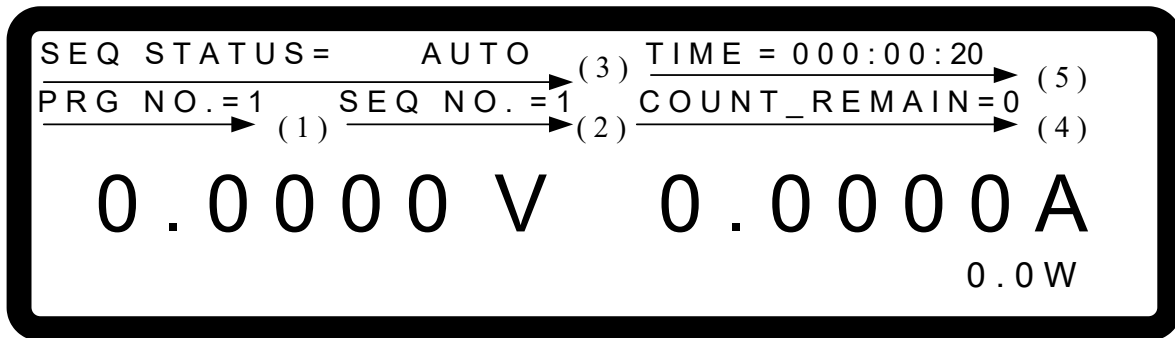 SEQ STATUS= AUTO (3) TIME = 000:00:20 (5)
PRG NO.=1 (1) SEQ NO. =1 (2) COUNT_REMAIN=0 (4)
0.0000 V 0.0000A
0.0W